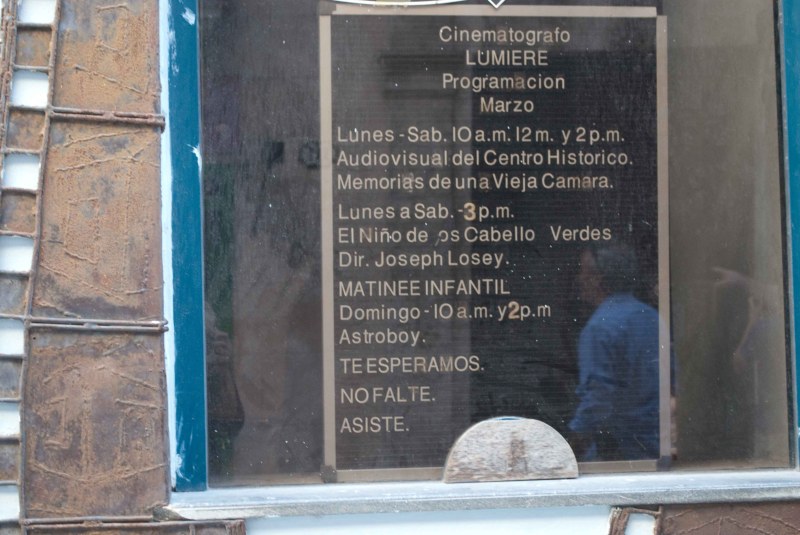 Cinematografo
LUMIERE
Programacion
Marzo
Lunes - Sab. 10 a.m. 12 m. y 2 p.m.
Audiovisual del Centro Historico.
Memorias de una Vieja Camara.
Lunes a Sab. -3 p.m.
El Niño de os Cabello Verdes
Dir. Joseph Losey.
MATINEE INFANTIL
Domingo - 10 a.m. y 2 p.m
Astroboy.
TE ESPERAMOS.
NO FALTE.
ASISTE.